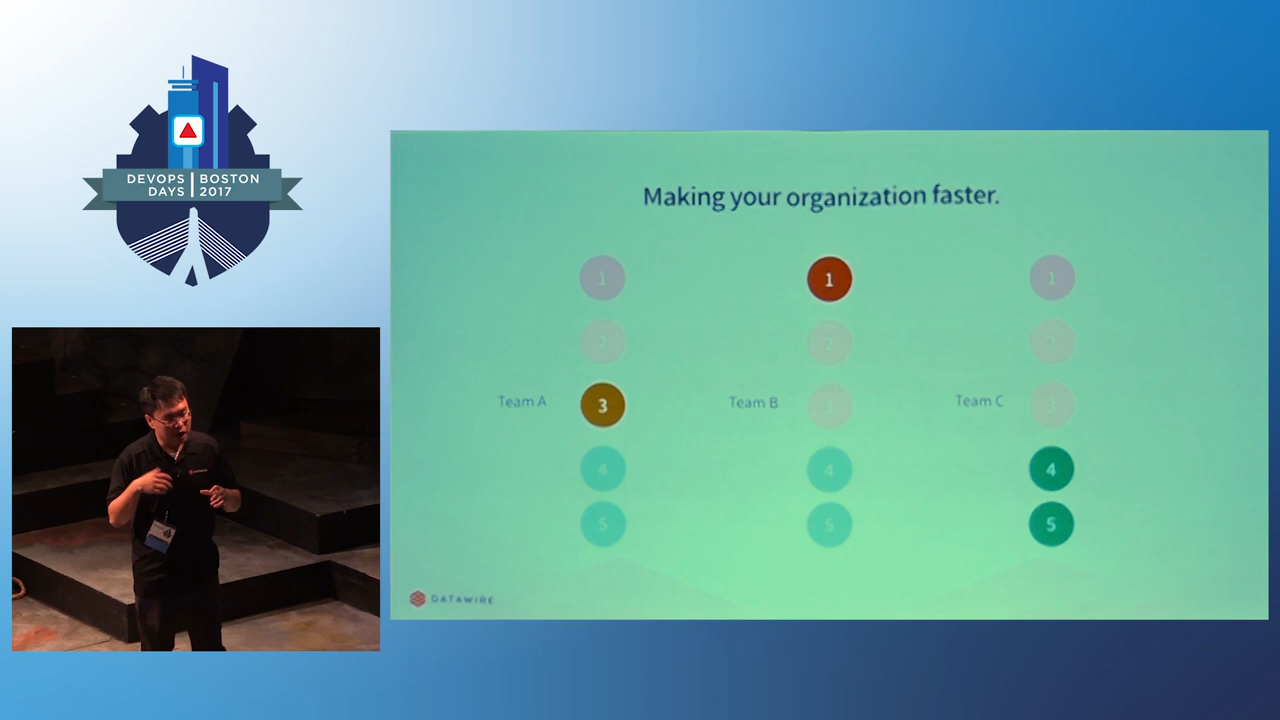 DEVOPS BOSTON
DAYS 2017
Making your organization faster.
1 1 1
2 2 2
Team A 3 Team B 3 Team C 3
4 4 4
5 5 5
DATAWIRE